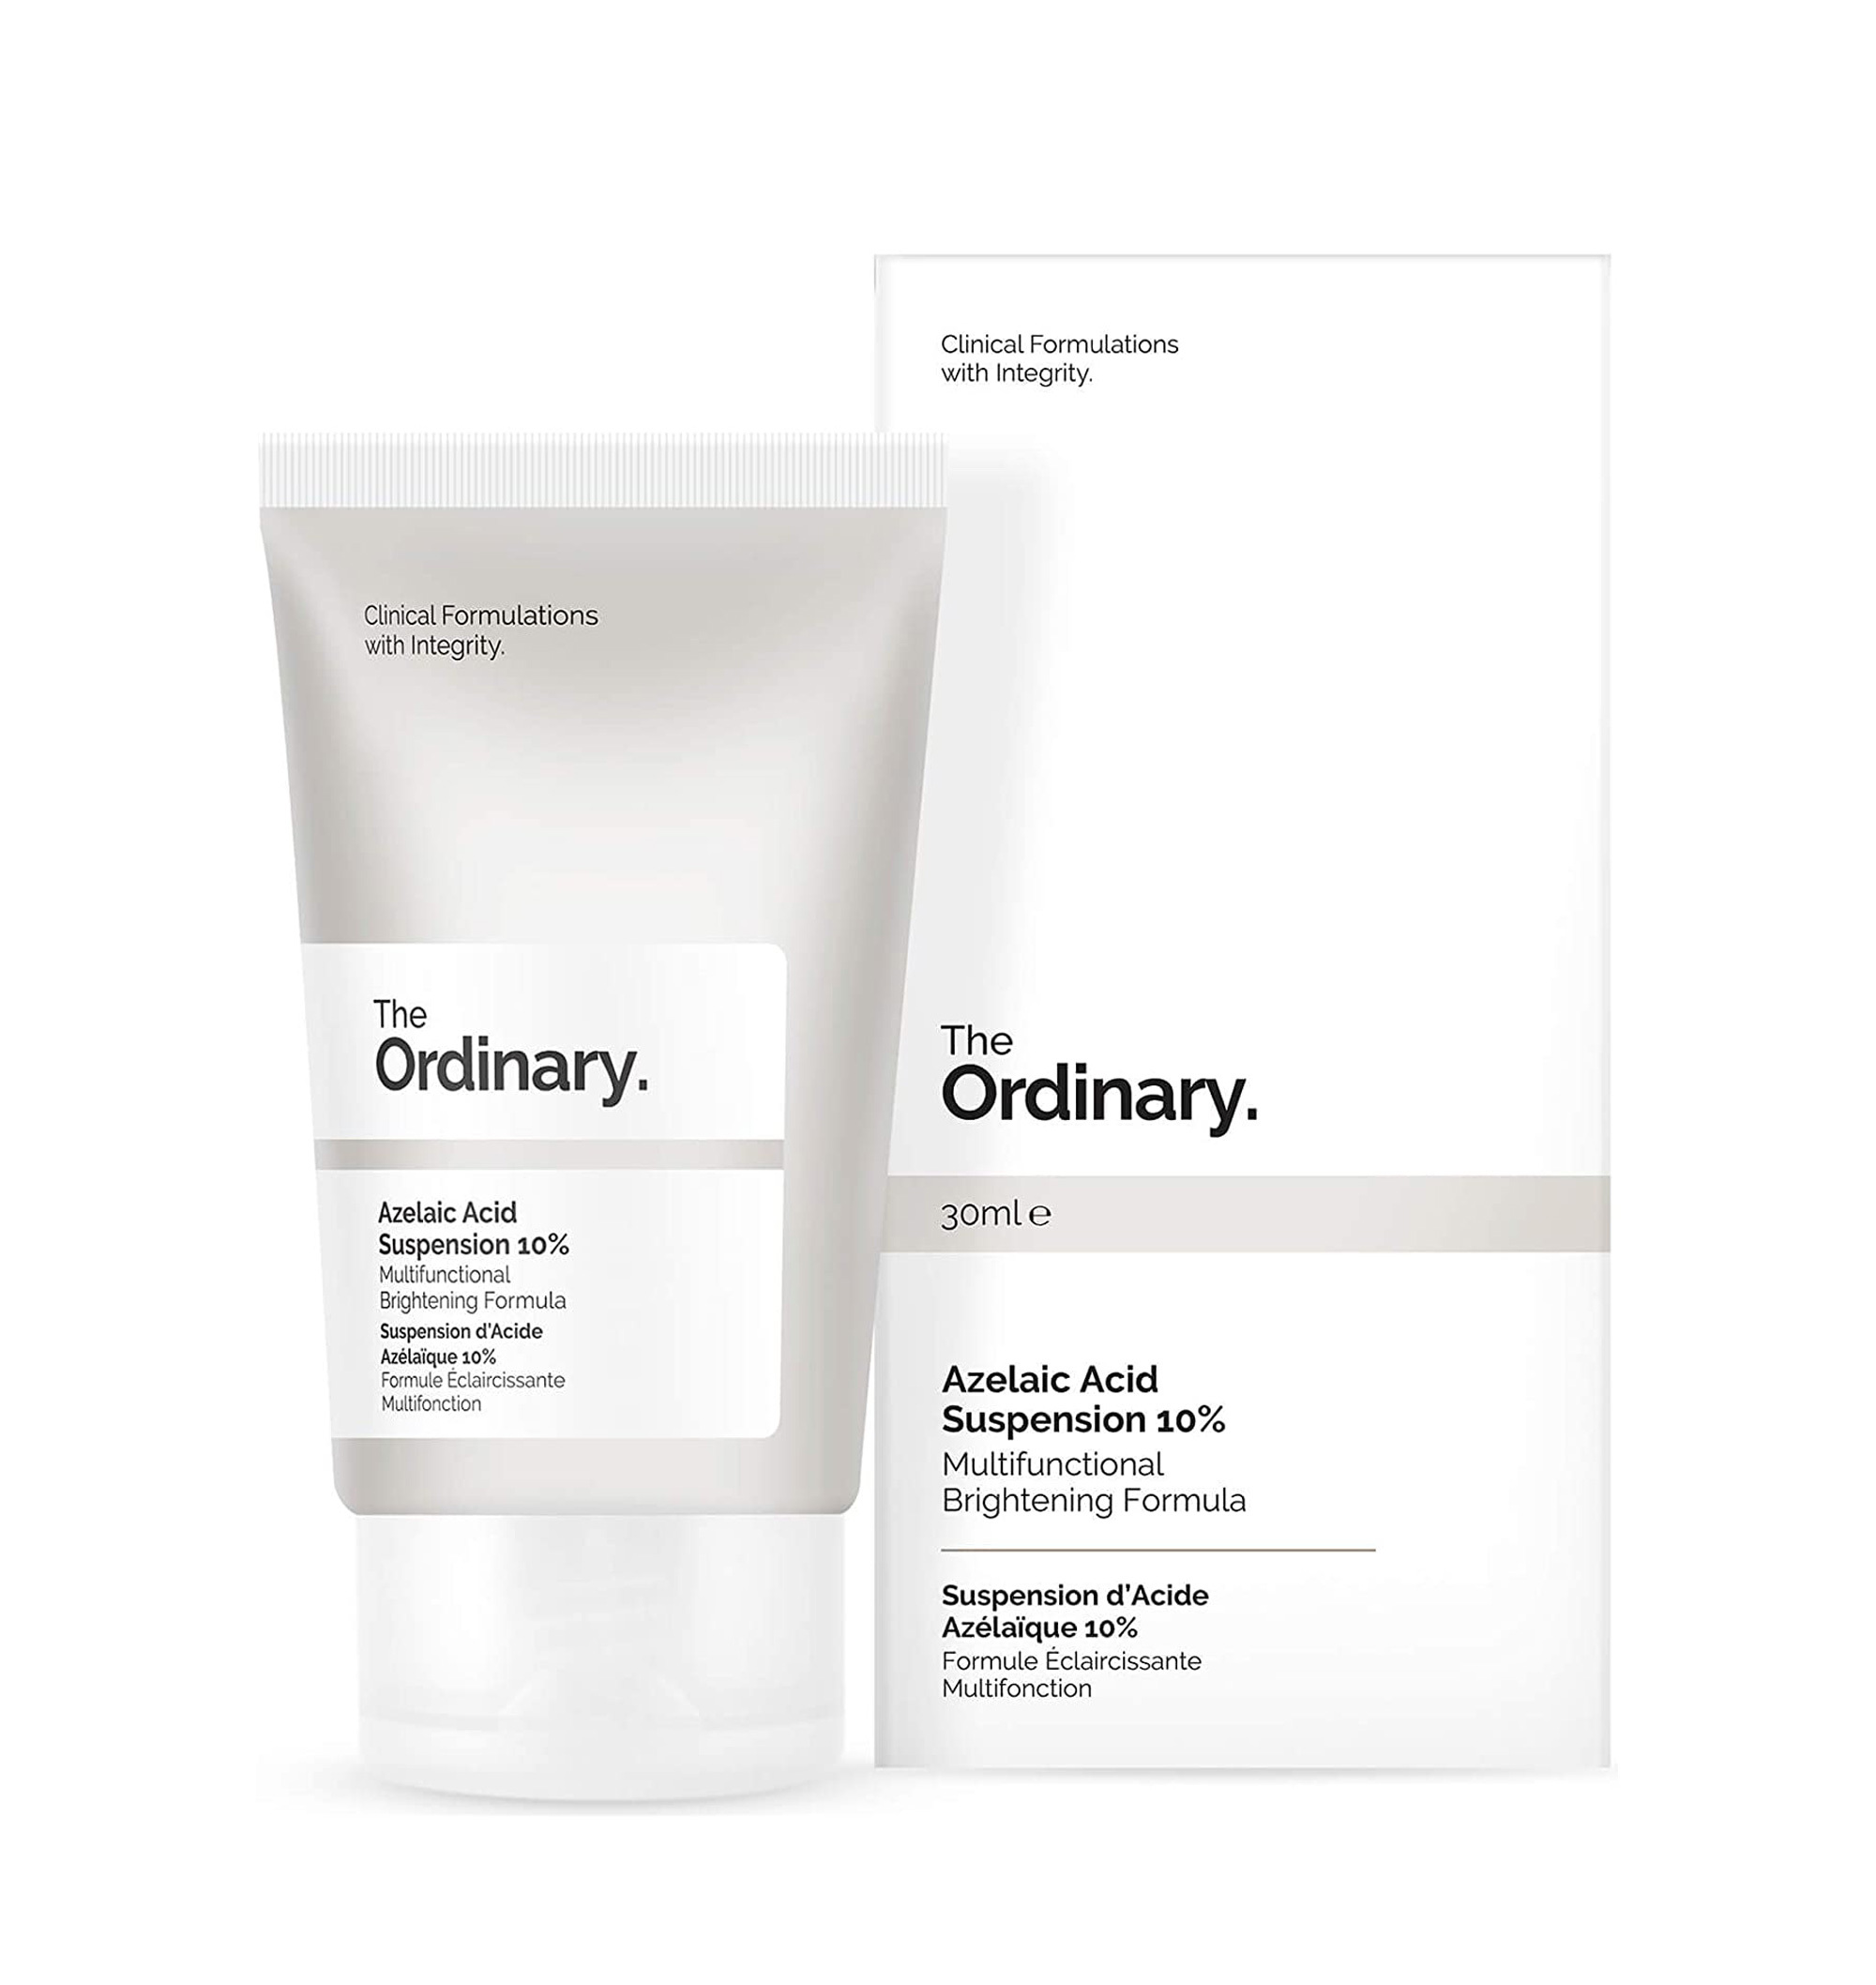 Clinical Formulations
with Integrity.
The
Ordinary.
Azelaic Acid
Suspension 10%
Multifunctional
Brightening Formula
Suspension d'Acide
Azélaïque 10%
Formule Éclaircissante
Multifonction
Clinical Formulations
with Integrity.
The
Ordinary.
30ml ℮
Azelaic Acid
Suspension 10%
Multifunctional
Brightening Formula
Suspension d'Acide
Azélaïque 10%
Formule Éclaircissante
Multifonction